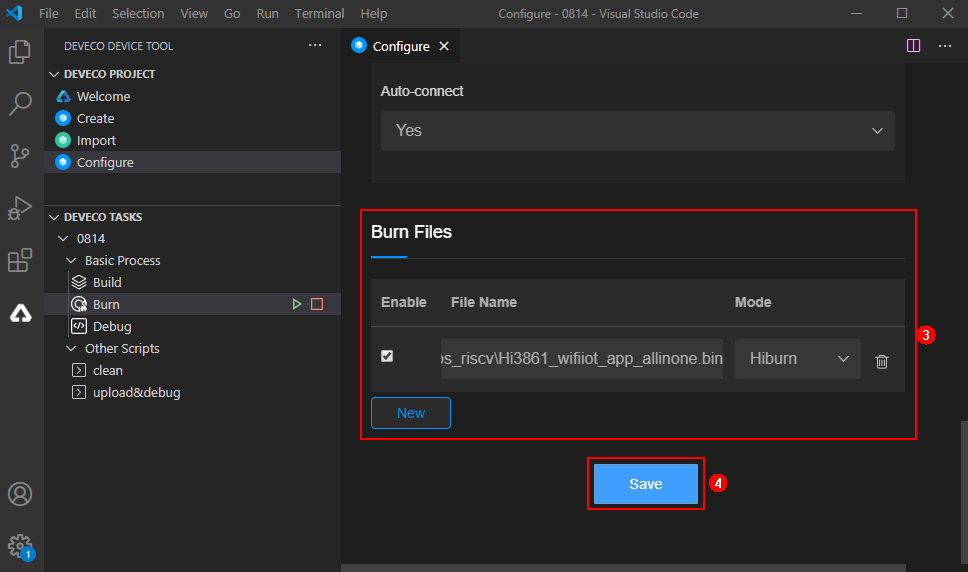 File Edit Selection View Go Run Terminal Help Configure - 0814 - Visual Studio Code
DEVECO DEVICE TOOL
DEVECO PROJECT
Welcome
Create
Import
Configure
DEVECO TASKS
0814
Basic Process
Build
Burn
Debug
Other Scripts
clean
upload&debug
1
Configure
Auto-connect
Yes
Burn Files
Enable File Name Mode
os_riscv\Hi3861_wifiiot_app_allinone.bin Hiburn
3
New
Save
4